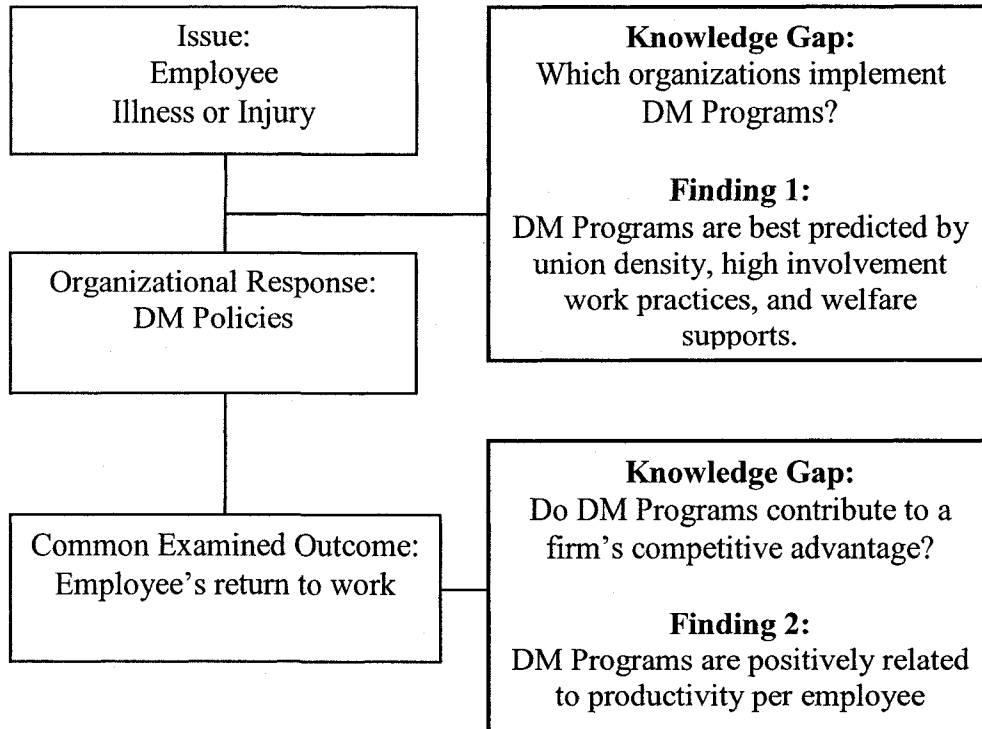 Issue:
Employee
Illness or Injury
Knowledge Gap:
Which organizations implement
DM Programs?
Finding 1:
DM Programs are best predicted by
union density, high involvement
work practices, and welfare
supports.
Organizational Response:
DM Policies
Common Examined Outcome:
Employee’s return to work
Knowledge Gap:
Do DM Programs contribute to a
firm’s competitive advantage?
Finding 2:
DM Programs are positively related
to productivity per employee